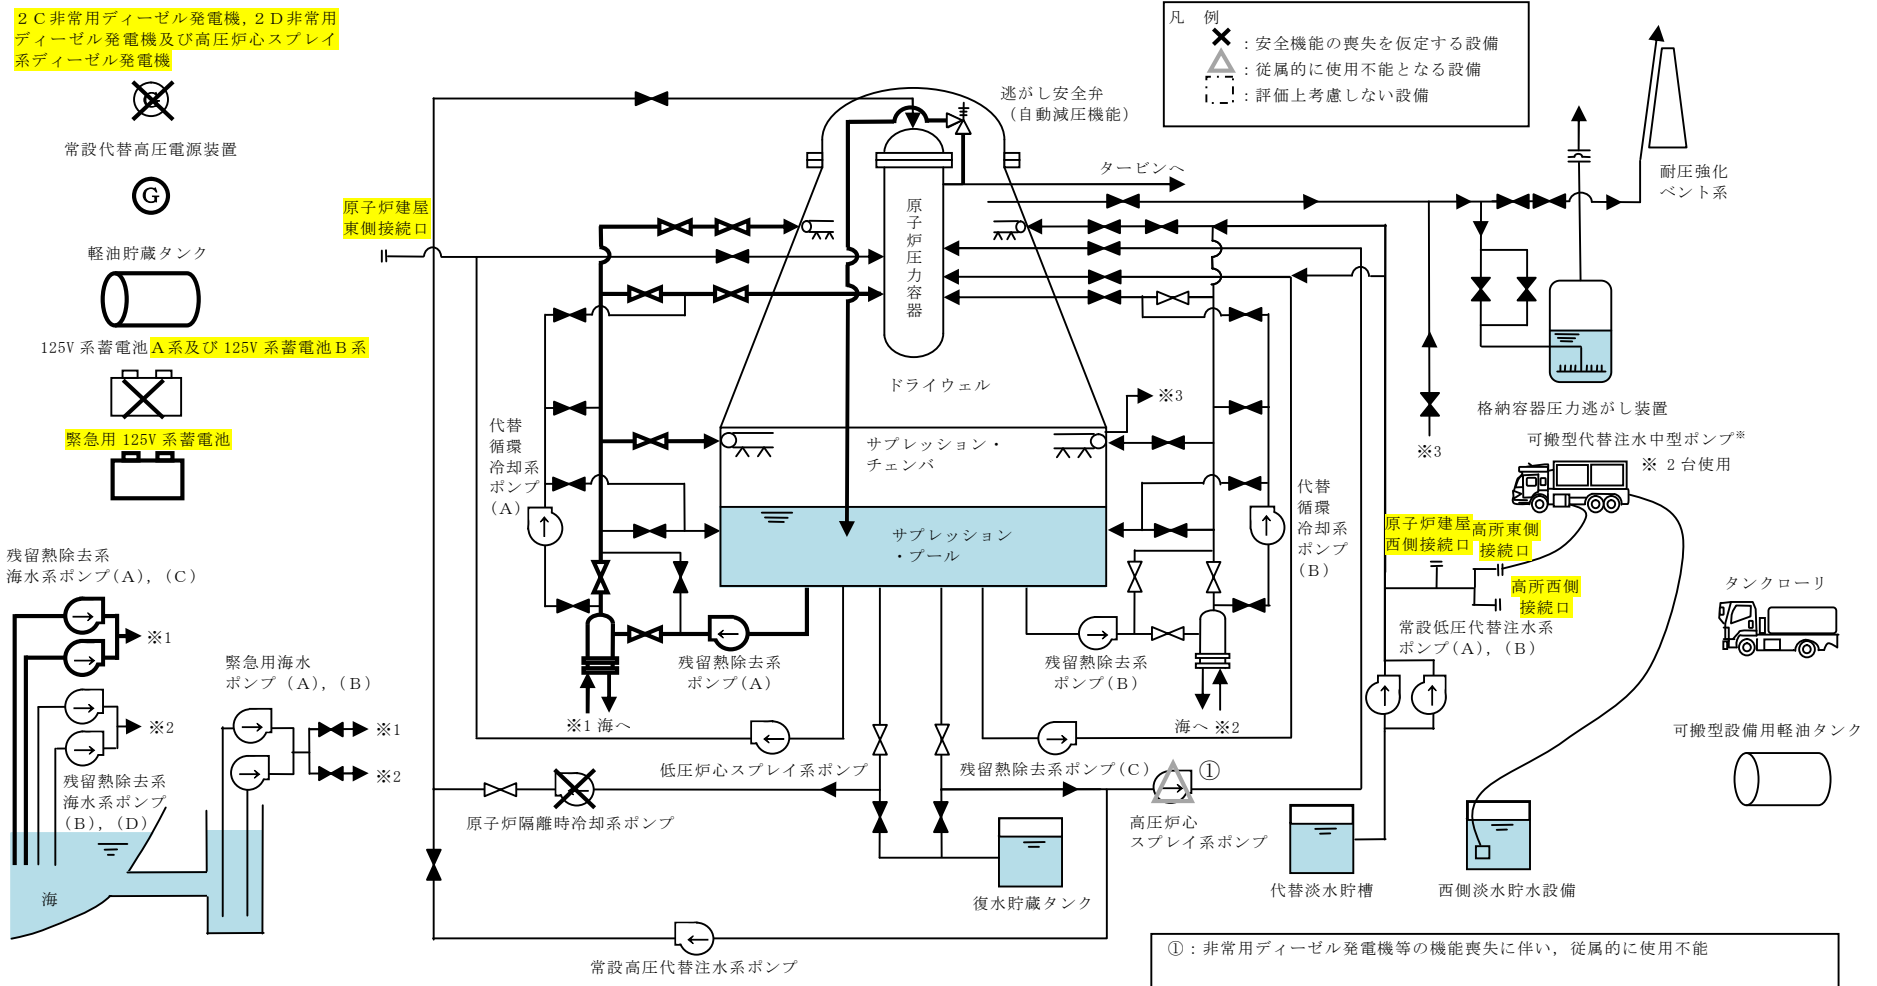 ２Ｃ非常用ディーゼル発電機，２Ｄ非常用
ディーゼル発電機及び高圧炉心スプレイ
系ディーゼル発電機
G
常設代替高圧電源装置
G
軽油貯蔵タンク
125V 系蓄電池Ａ系及び 125V 系蓄電池Ｂ系
緊急用 125V 系蓄電池
凡　例
：安全機能の喪失を仮定する設備
：従属的に使用不能となる設備
：評価上考慮しない設備
逃がし安全弁
（自動減圧機能）
タービンへ
耐圧強化
ベント系
原子炉建屋
東側接続口
原子炉圧力容器
ドライウェル
※3
サプレッション・
チェンバ
サプレッション
・プール
代替
循環
冷却系
ポンプ
(A)
代替
循環
冷却系
ポンプ
(B)
格納容器圧力逃がし装置
※3
可搬型代替注水中型ポンプ※
※ 2 台使用
原子炉建屋
西側接続口
高所東側
接続口
高所西側
接続口
タンクローリ
常設低圧代替注水系
ポンプ(A)，(B)
可搬型設備用軽油タンク
残留熱除去系
海水系ポンプ(A)，(C)
※1
※2
残留熱除去系
海水系ポンプ
(B)，(D)
緊急用海水
ポンプ（A），（B）
※1
※2
海
残留熱除去系
ポンプ(A)
※1 海へ
残留熱除去系
ポンプ(B)
海へ ※2
低圧炉心スプレイ系ポンプ
残留熱除去系ポンプ(C)
①
原子炉隔離時冷却系ポンプ
高圧炉心
スプレイ系ポンプ
復水貯蔵タンク
代替淡水貯槽
西側淡水貯水設備
常設高圧代替注水系ポンプ
①：非常用ディーゼル発電機等の機能喪失に伴い，従属的に使用不能